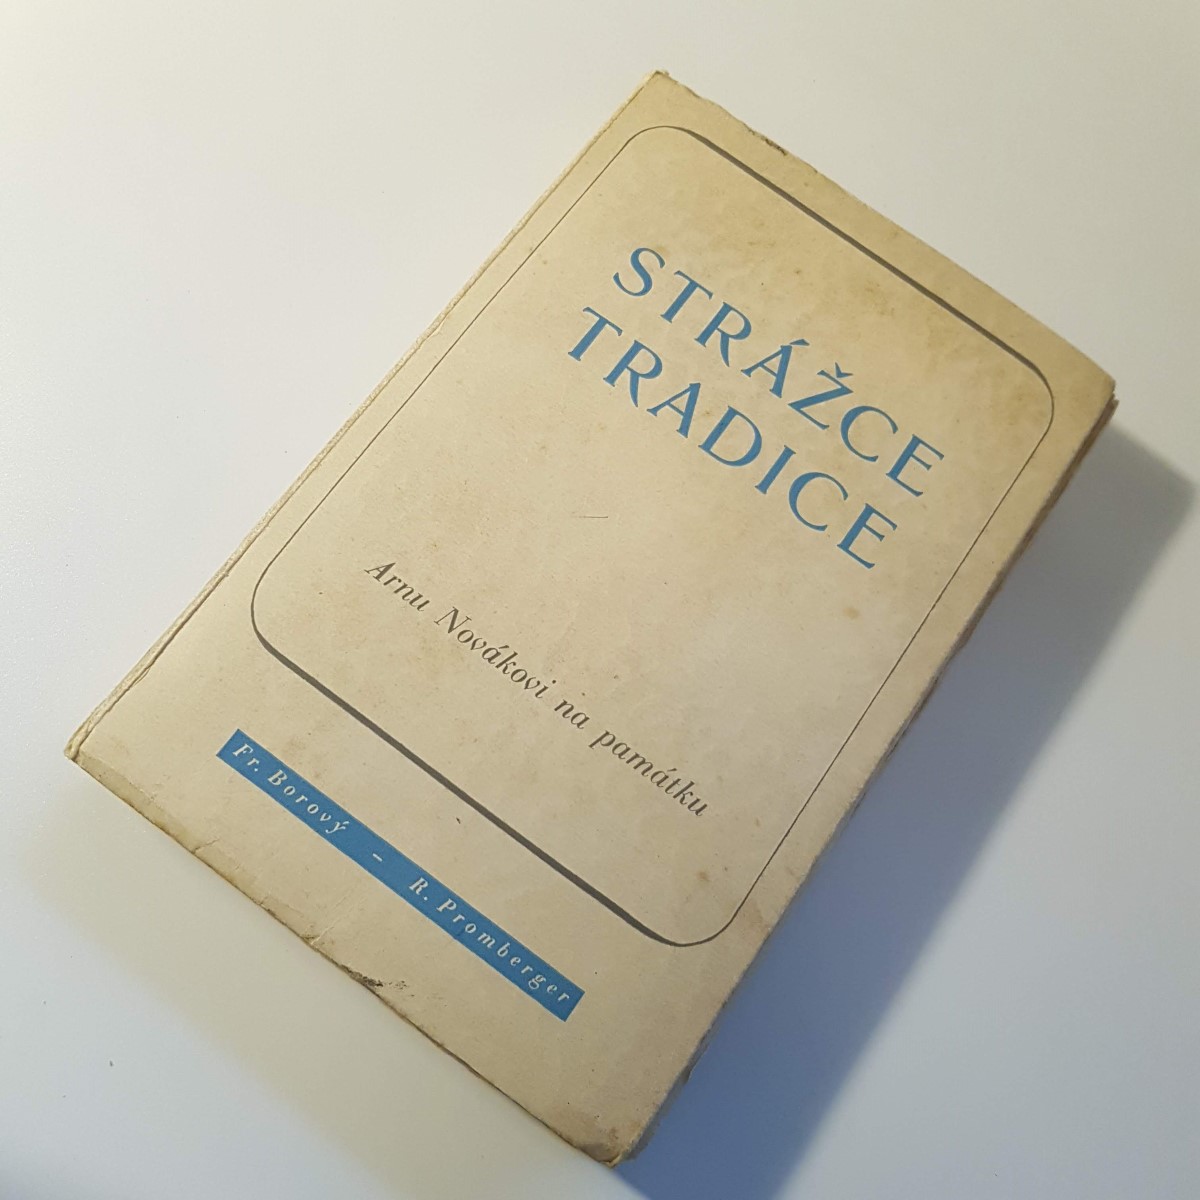 STRÁŽCE
TRADICE
Arnu Novákovi na památku
Fr. Borový – R. Promberger